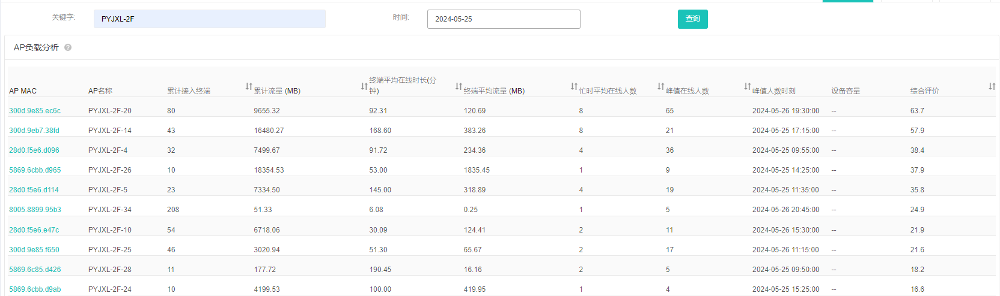 关键字: PYJXL-2F 时间: 2024-05-25 查询
AP负载分析
AP MAC AP名称 累计接入终端 累计流量 (MB) 终端平均在线时长(分钟) 终端平均流量 (MB) 忙时平均在线人数 峰值在线人数 峰值人数时刻 设备容量 综合评价
300d.9e85.ec6c PYJXL-2F-20 80 9655.32 92.31 120.69 8 65 2024-05-26 19:30:00 -- 63.7
300d.9eb7.38fd PYJXL-2F-14 43 16480.27 168.60 383.26 8 21 2024-05-25 17:15:00 -- 57.9
28d0.f5e6.d096 PYJXL-2F-4 32 7499.67 91.72 234.36 4 36 2024-05-25 09:55:00 -- 38.4
5869.6cbb.d965 PYJXL-2F-26 10 18354.53 53.00 1835.45 1 9 2024-05-25 14:25:00 -- 37.9
28d0.f5e6.d114 PYJXL-2F-5 23 7334.50 145.00 318.89 4 19 2024-05-25 11:35:00 -- 35.8
8005.8899.95b3 PYJXL-2F-34 208 51.33 6.08 0.25 1 5 2024-05-26 20:45:00 -- 24.9
28d0.f5e6.e47c PYJXL-2F-10 54 6718.06 30.09 124.41 2 11 2024-05-26 15:30:00 -- 21.9
300d.9e85.f650 PYJXL-2F-25 46 3020.94 51.30 65.67 2 17 2024-05-26 11:15:00 -- 21.6
5869.6c85.d426 PYJXL-2F-28 11 177.72 190.45 16.16 2 5 2024-05-25 09:50:00 -- 18.2
5869.6cbb.d9ab PYJXL-2F-24 10 4199.53 100.00 419.95 1 4 2024-05-25 15:25:00 -- 16.6